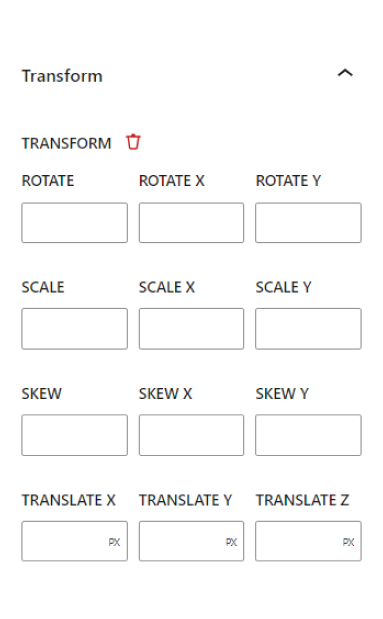 Transform
TRANSFORM
ROTATE ROTATE X ROTATE Y
SCALE SCALE X SCALE Y
SKEW SKEW X SKEW Y
TRANSLATE X TRANSLATE Y TRANSLATE Z
PX PX PX